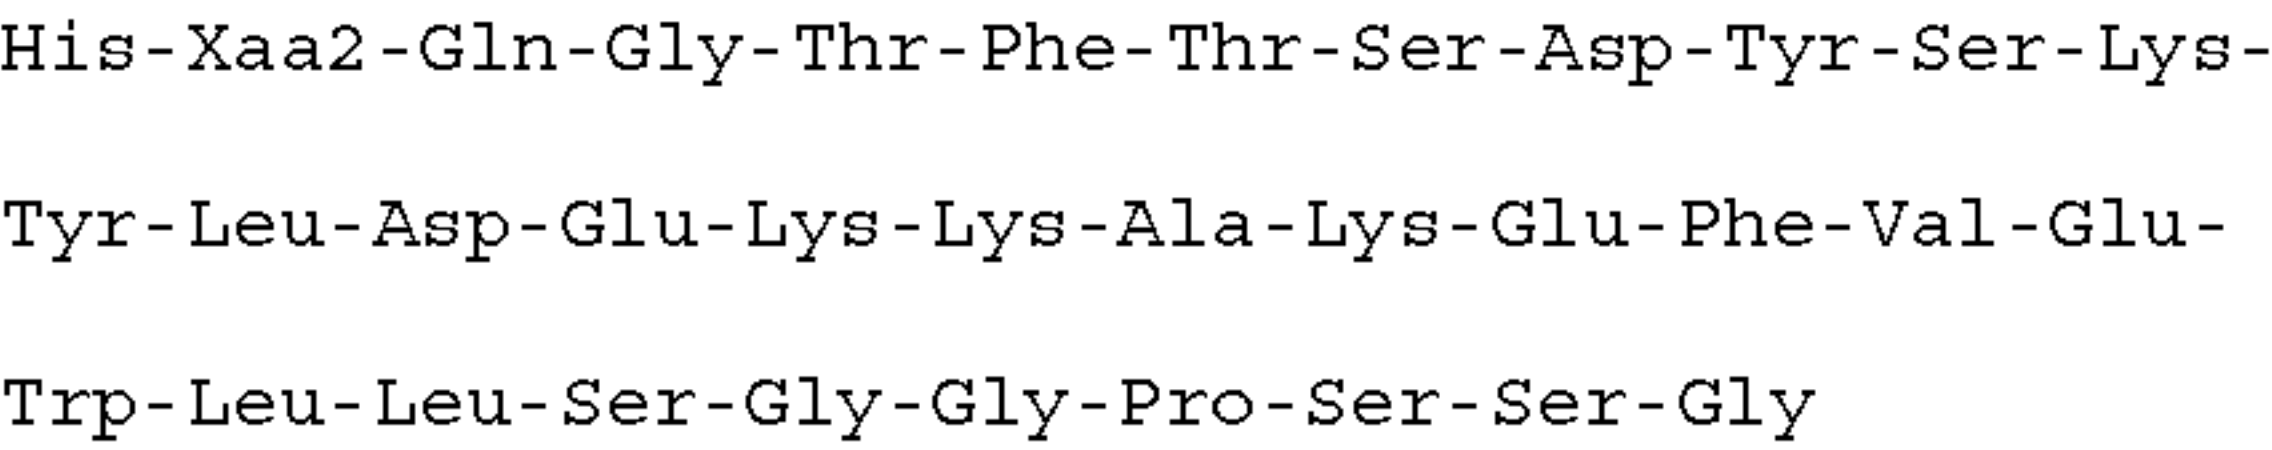 His-Xaa2-Gln-Gly-Thr-Phe-Thr-Ser-Asp-Tyr-Ser-Lys-
Tyr-Leu-Asp-Glu-Lys-Lys-Ala-Lys-Glu-Phe-Val-Glu-
Trp-Leu-Leu-Ser-Gly-Gly-Pro-Ser-Ser-Gly